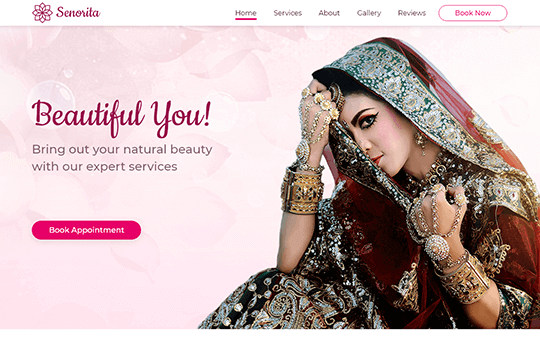 Senorita
Home Services About Gallery Reviews Book Now
Beautiful You!
Bring out your natural beauty
with our expert services
Book Appointment